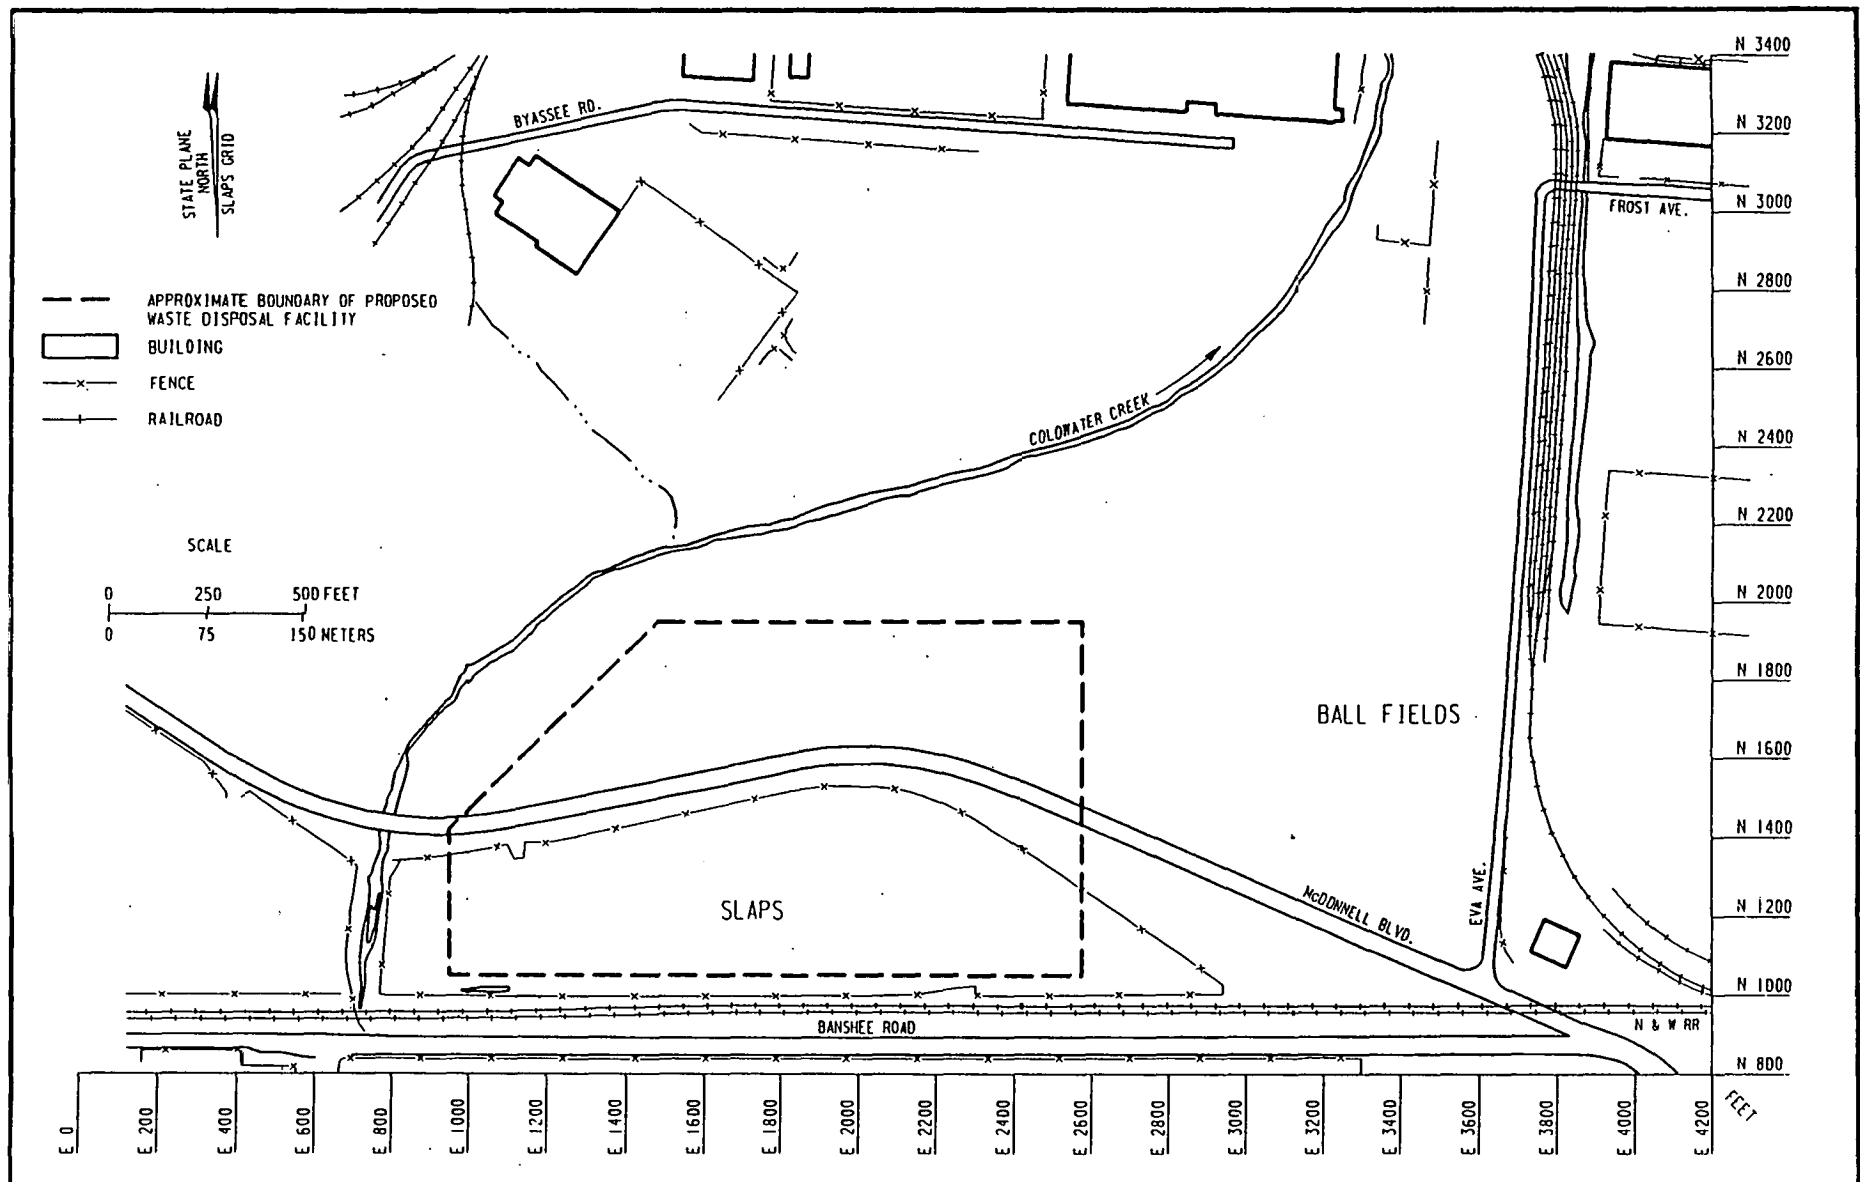 N 3400
BYASSEE RD.
N 3200
STATE PLANE
NORTH
SLAPS GRID
N 3000
FROST AVE.
N 2800
APPROXIMATE BOUNDARY OF PROPOSED
WASTE DISPOSAL FACILITY
BUILDING
N 2600
FENCE
RAILROAD
COLDWATER CREEK
N 2400
N 2200
SCALE
0 250 500 FEET
0 75 150 METERS
N 2000
N 1800
BALL FIELDS
N 1600
N 1400
SLAPS
McDONNELL BLVD.
EVA AVE.
N 1200
N 1000
BANSHEE ROAD
N & W RR
N 800
E 0
E 200
E 400
E 600
E 800
E 1000
E 1200
E 1400
E 1600
E 1800
E 2000
E 2200
E 2400
E 2600
E 2800
E 3000
E 3200
E 3400
E 3600
E 3800
E 4000
E 4200
FEET